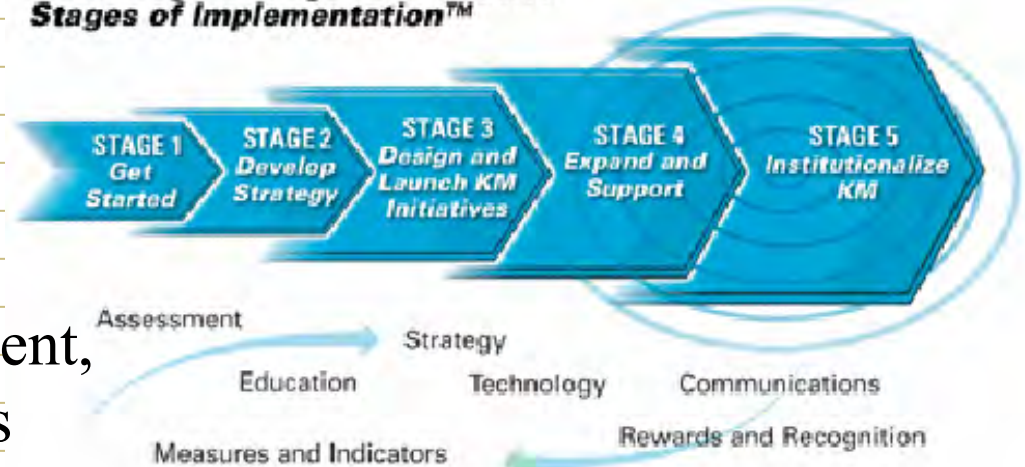 Stages of Implementation™
STAGE 1
Get
Started
STAGE 2
Develop
Strategy
STAGE 3
Design and
Launch KM
Initiatives
STAGE 4
Expand and
Support
STAGE 5
Institutionalize
KM
Assessment
ent,
Strategy
Education
Technology
Communications
s
Measures and Indicators
Rewards and Recognition